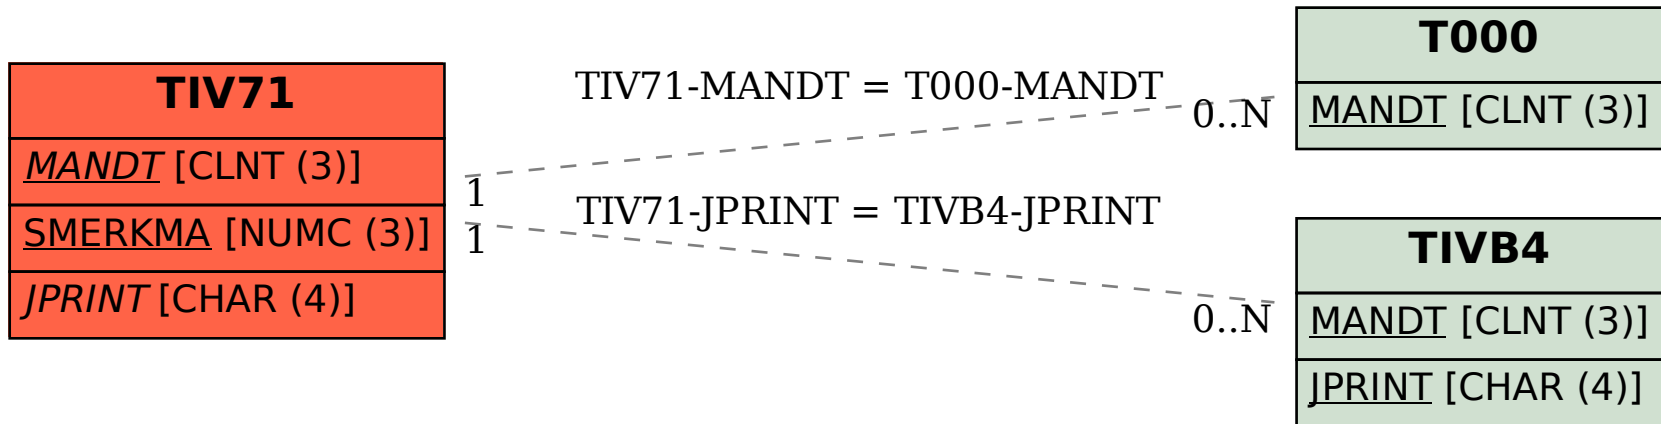 TIV71
MANDT [CLNT (3)]
SMERKMA [NUMC (3)]
JPRINT [CHAR (4)]
TIV71-MANDT = T000-MANDT
1
0..N
TIV71-JPRINT = TIVB4-JPRINT
1
0..N
T000
MANDT [CLNT (3)]
TIVB4
MANDT [CLNT (3)]
JPRINT [CHAR (4)]